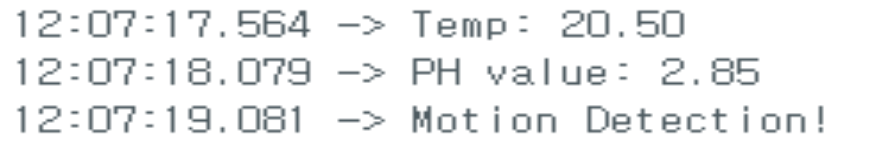 12:07:17.564 -> Temp: 20.50
12:07:18.079 -> PH value: 2.85
12:07:19.081 -> Motion Detection!